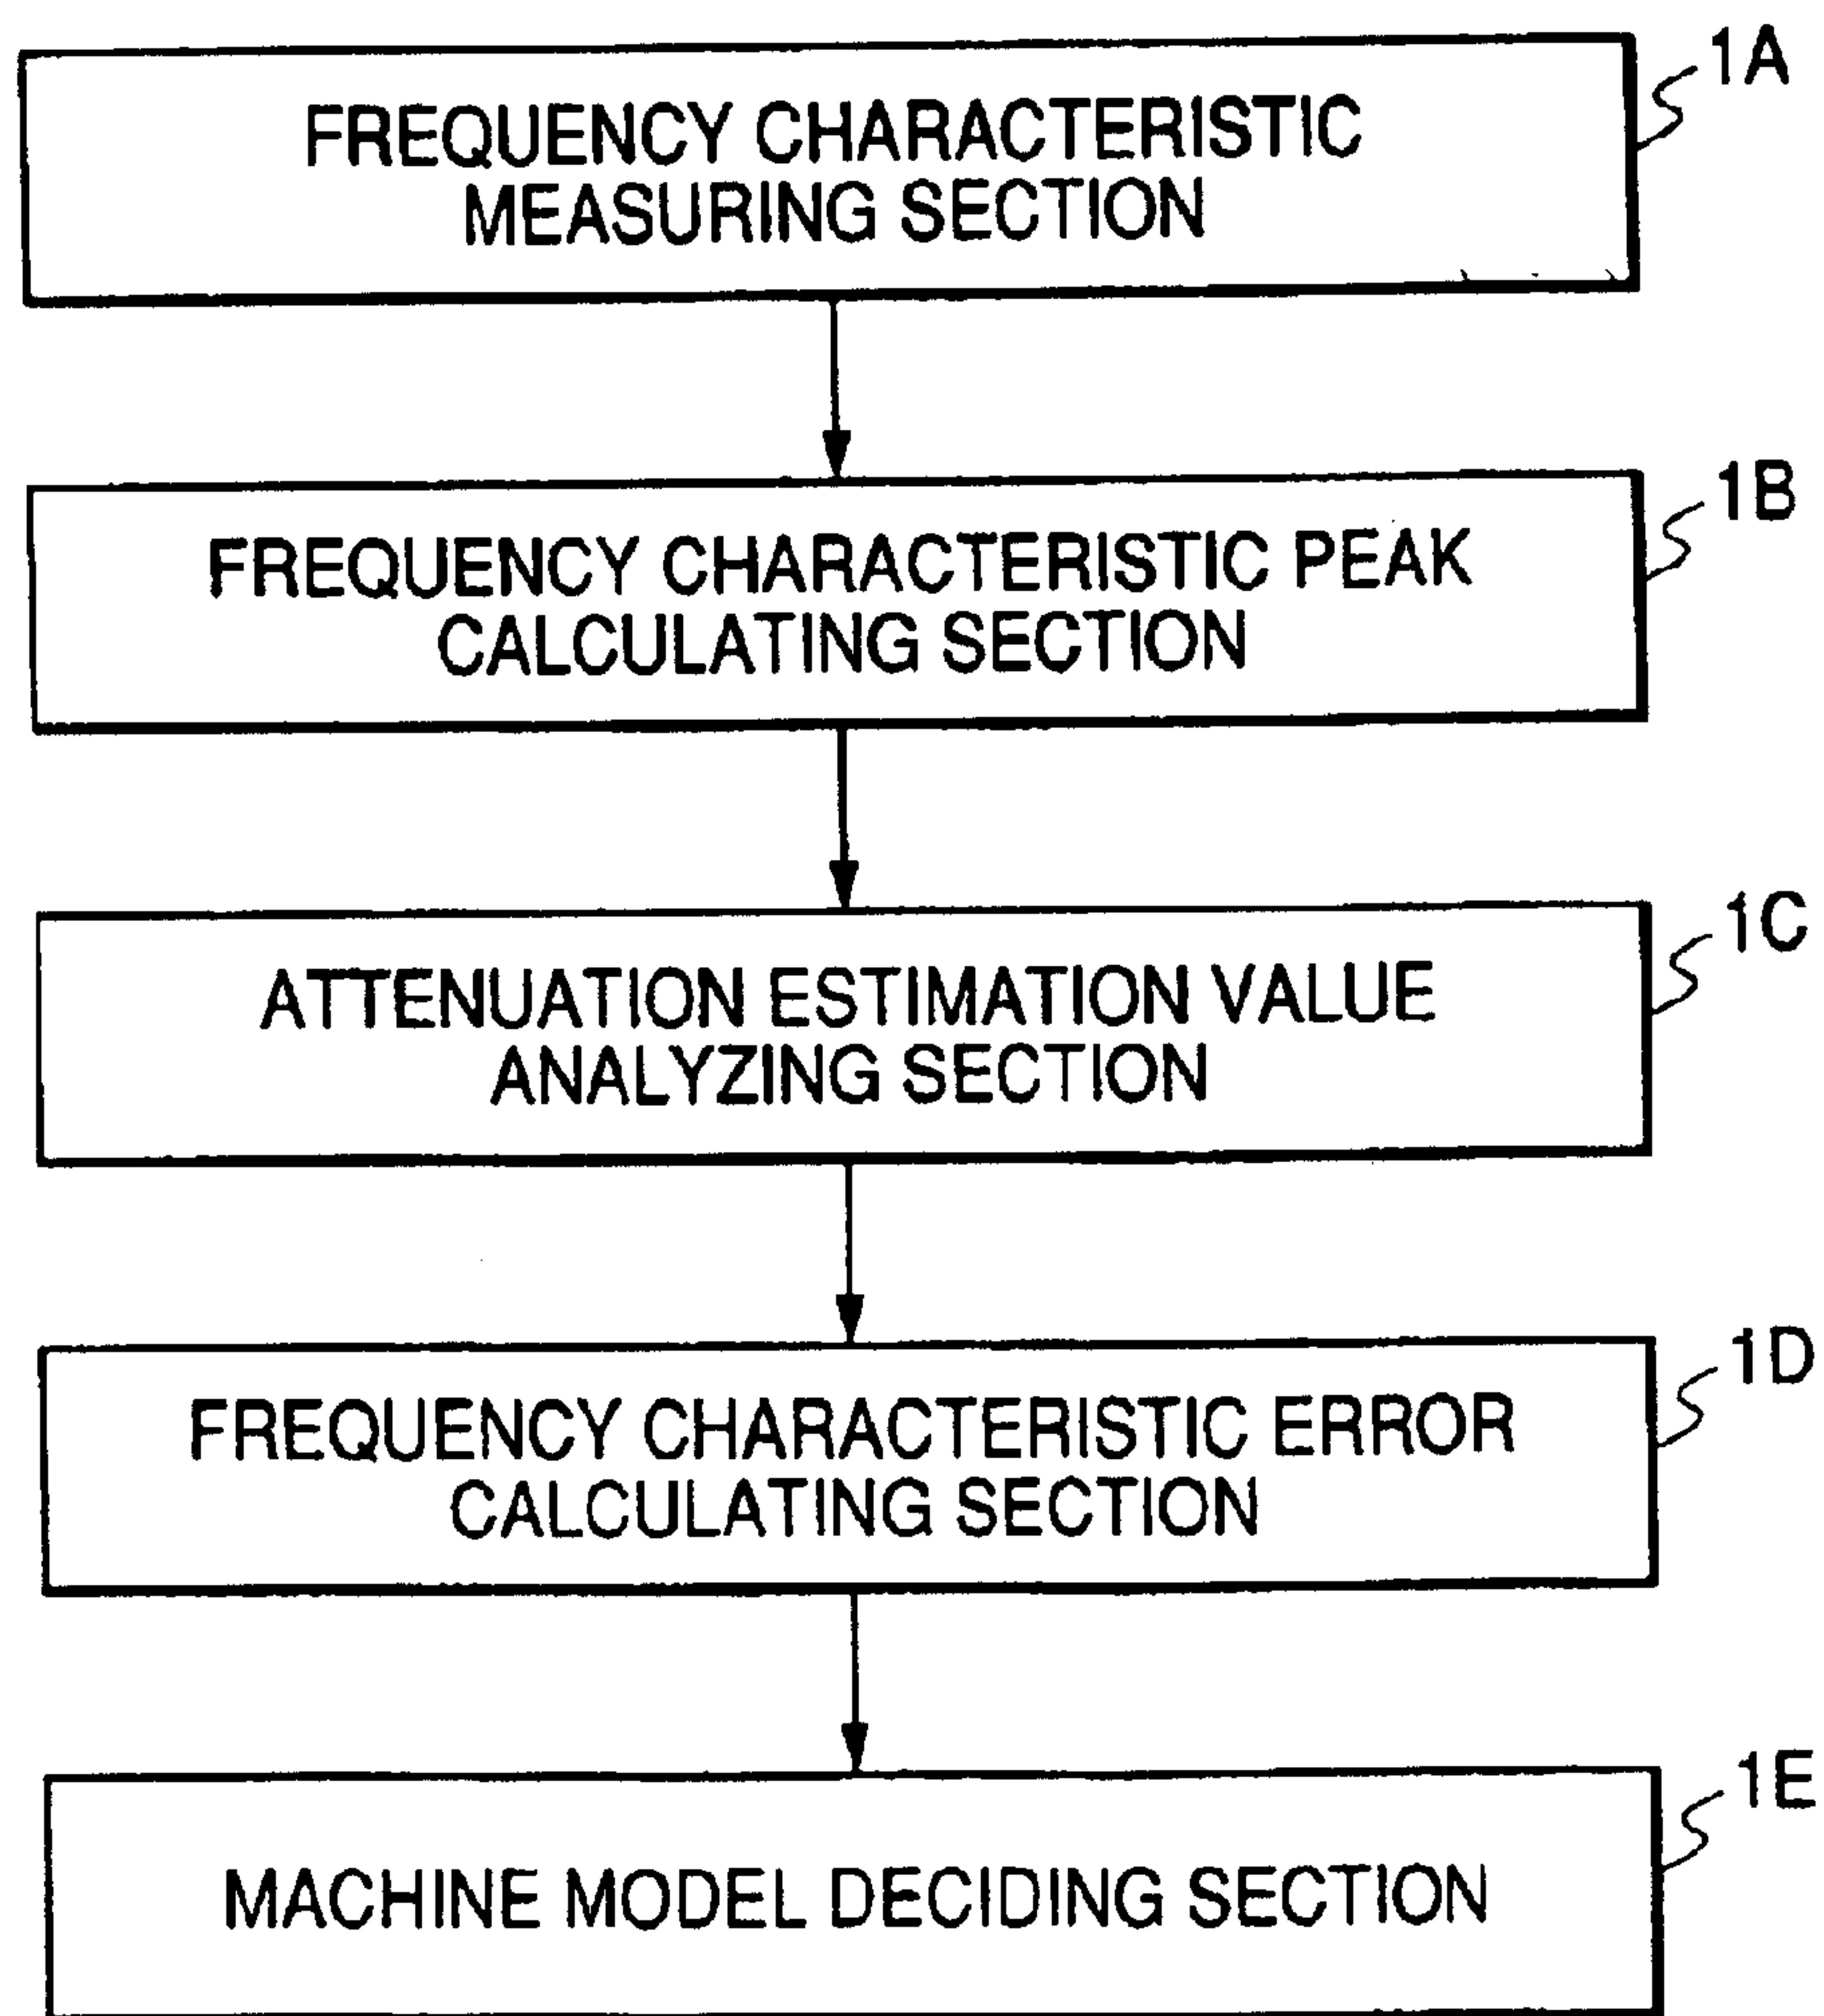 1A
FREQUENCY CHARACTERISTIC
MEASURING SECTION
1B
FREQUENCY CHARACTERISTIC PEAK
CALCULATING SECTION
1C
ATTENUATION ESTIMATION VALUE
ANALYZING SECTION
1D
FREQUENCY CHARACTERISTIC ERROR
CALCULATING SECTION
1E
MACHINE MODEL DECIDING SECTION